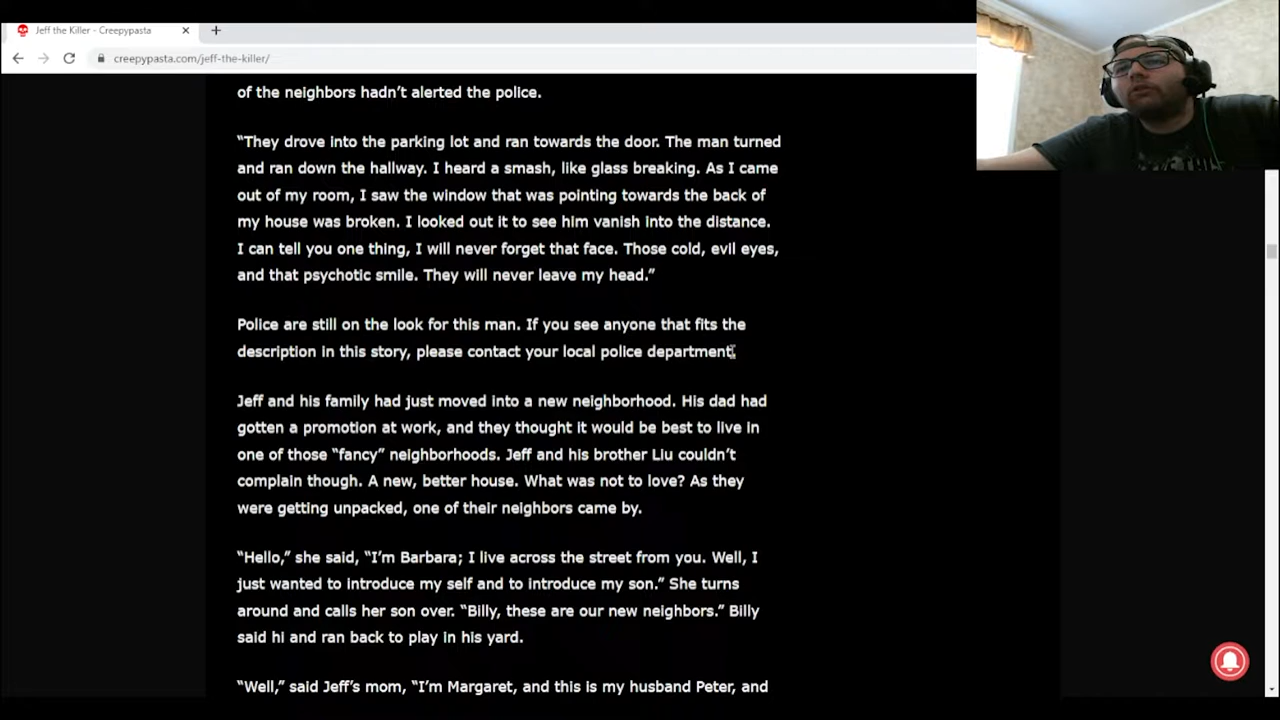 Jeff the Killer - Creepypasta
creepypasta.com/jeff-the-killer/
of the neighbors hadn't alerted the police.
“They drove into the parking lot and ran towards the door. The man turned
and ran down the hallway. I heard a smash, like glass breaking. As I came
out of my room, I saw the window that was pointing towards the back of
my house was broken. I looked out it to see him vanish into the distance.
I can tell you one thing, I will never forget that face. Those cold, evil eyes,
and that psychotic smile. They will never leave my head.”
Police are still on the look for this man. If you see anyone that fits the
description in this story, please contact your local police department.
Jeff and his family had just moved into a new neighborhood. His dad had
gotten a promotion at work, and they thought it would be best to live in
one of those “fancy” neighborhoods. Jeff and his brother Liu couldn’t
complain though. A new, better house. What was not to love? As they
were getting unpacked, one of their neighbors came by.
“Hello,” she said, “I’m Barbara; I live across the street from you. Well, I
just wanted to introduce my self and to introduce my son.” She turns
around and calls her son over. “Billy, these are our new neighbors.” Billy
said hi and ran back to play in his yard.
“Well,” said Jeff’s mom, “I’m Margaret, and this is my husband Peter, and